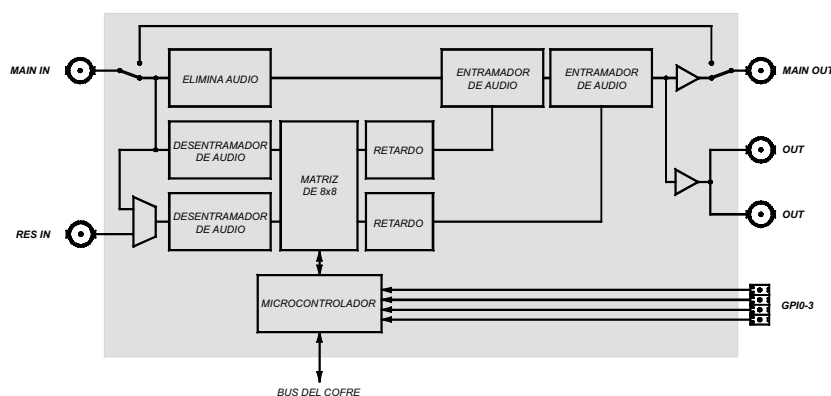 MAIN IN
ELIMINA AUDIO
ENTRAMADOR
DE AUDIO
ENTRAMADOR
DE AUDIO
MAIN OUT
DESENTRAMADOR
DE AUDIO
MATRIZ
DE 8x8
RETARDO
OUT
DESENTRAMADOR
DE AUDIO
RETARDO
OUT
RES IN
MICROCONTROLADOR
GPI0-3
BUS DEL COFRE